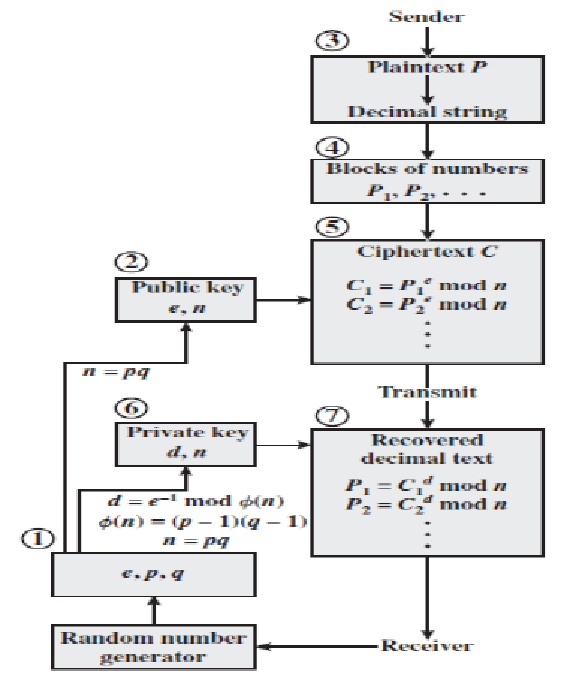 Sender
③
Plaintext P
Decimal string
④
Blocks of numbers
P₁, P₂, . . .
⑤
Ciphertext C
C₁ = P₁ᵉ mod n
C₂ = P₂ᵉ mod n
.
.
.
②
Public key
e, n
n = pq
Transmit
⑥
Private key
d, n
⑦
Recovered
decimal text
P₁ = C₁ᵈ mod n
P₂ = C₂ᵈ mod n
.
.
.
d = e⁻¹ mod ϕ(n)
ϕ(n) = (p − 1)(q − 1)
n = pq
①
e, p, q
Random number
generator
Receiver